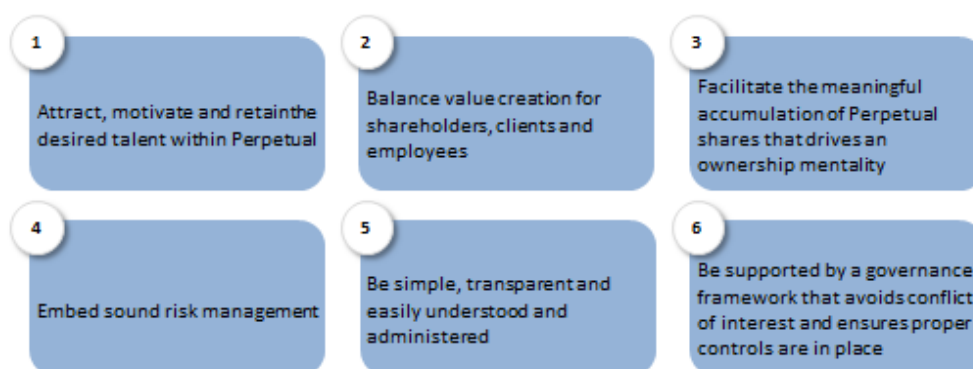 1
Attract, motivate and retainthe
desired talent within Perpetual
2
Balance value creation for
shareholders, clients and
employees
3
Facilitate the meaningful
accumulation of Perpetual
shares that drives an
ownership mentality
4
Embed sound risk management
5
Be simple, transparent and
easily understood and
administered
6
Be supported by a governance
framework that avoids conflict
of interest and ensures proper
controls are in place